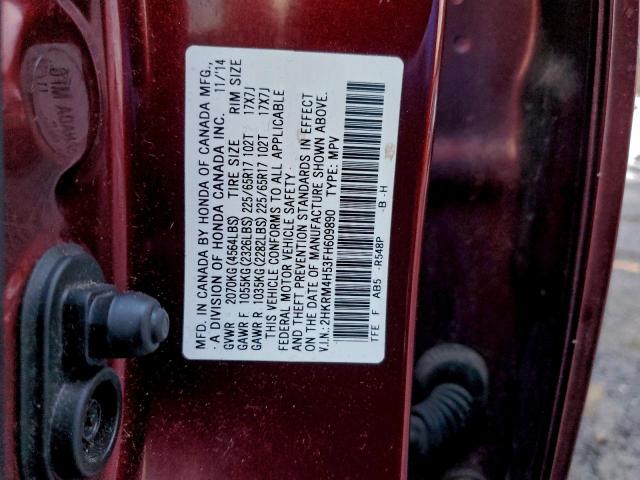 MFD. IN CANADA BY HONDA OF CANADA MFG.,
A DIVISION OF HONDA CANADA INC. 11/14
GVWR 2070KG(4564LBS) TIRE SIZE RIM SIZE
GAWR F 1055KG(2326LBS) 225/65R17 102T 17X7J
GAWR R 1035KG(2282LBS) 225/65R17 102T 17X7J
THIS VEHICLE CONFORMS TO ALL APPLICABLE
FEDERAL MOTOR VEHICLE SAFETY
AND THEFT PREVENTION STANDARDS IN EFFECT
ON THE DATE OF MANUFACTURE SHOWN ABOVE.
V.I.N.:2HKRM4H53FH609890 TYPE: MPV
TFE F AB5 -R548P -B -H